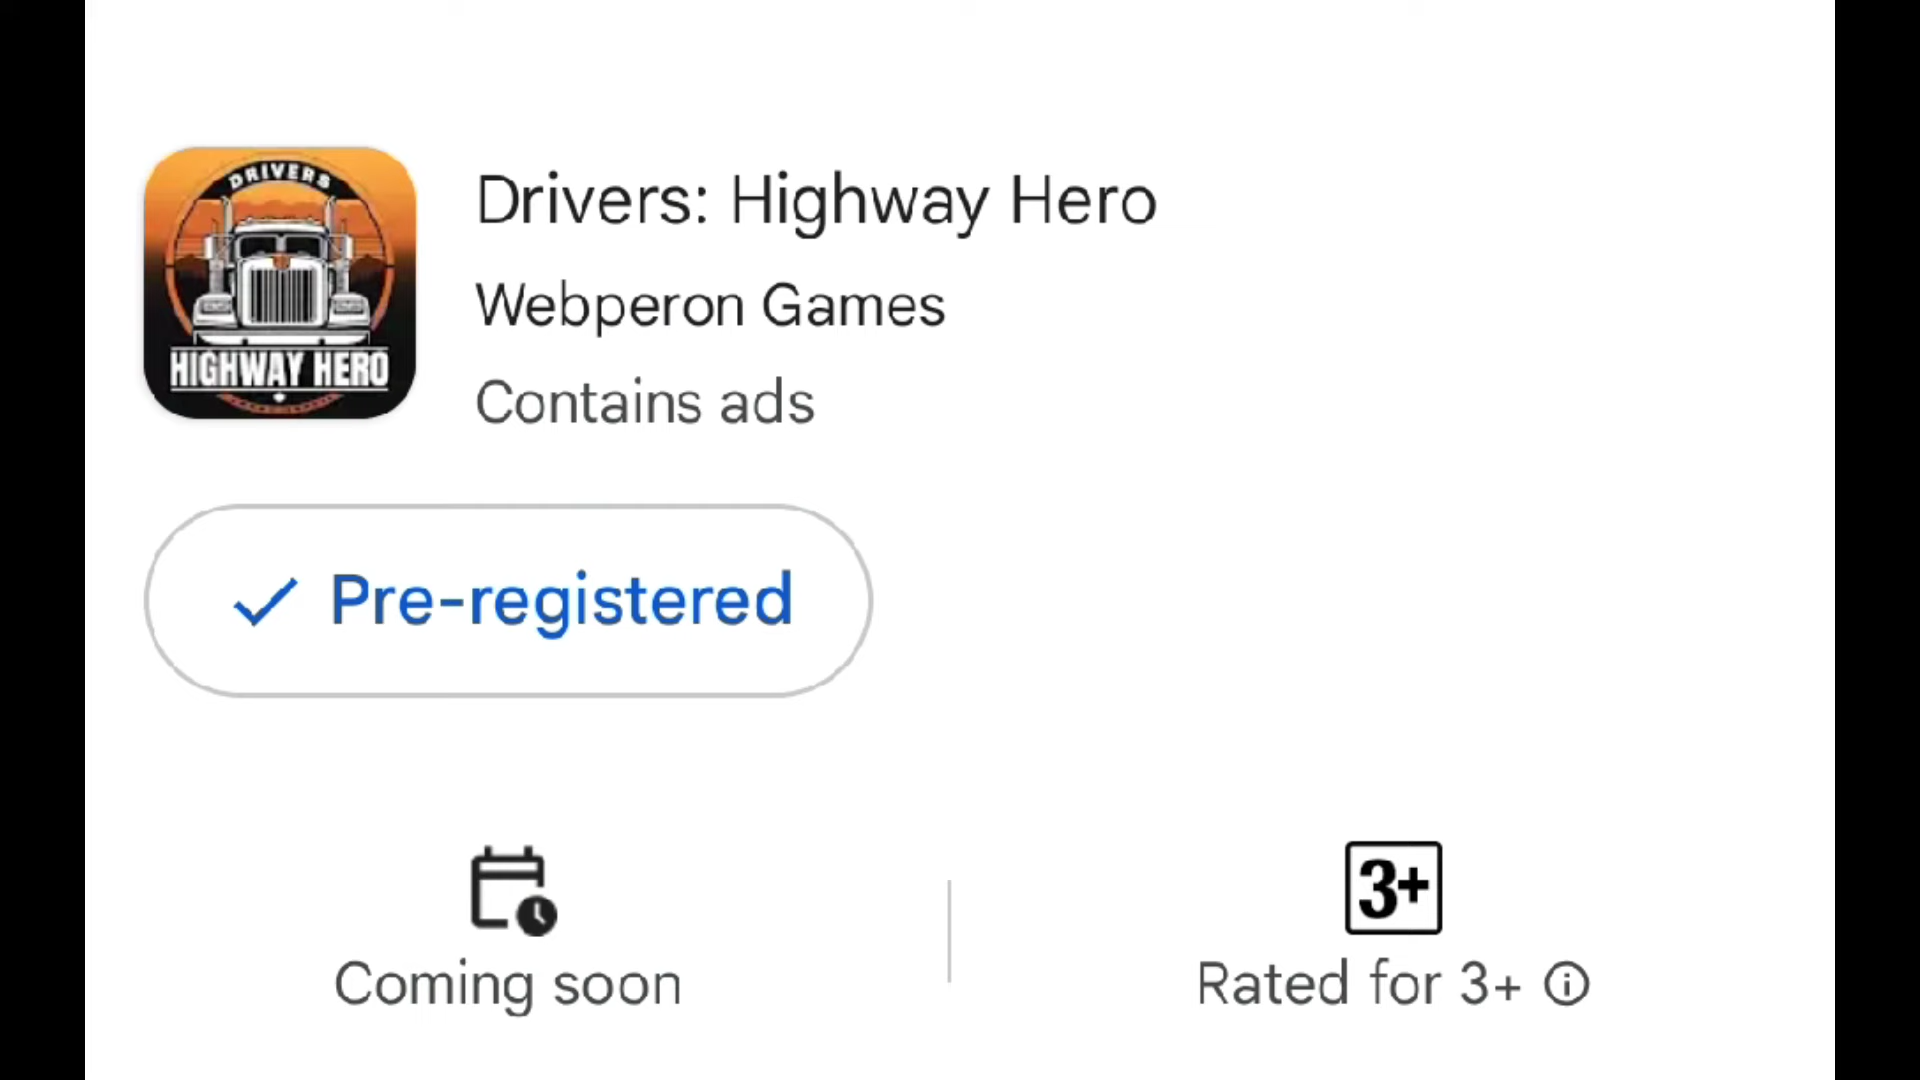 DRIVERS
HIGHWAY HERO
Drivers: Highway Hero
Webperon Games
Contains ads
Pre-registered
Coming soon
3+
Rated for 3+